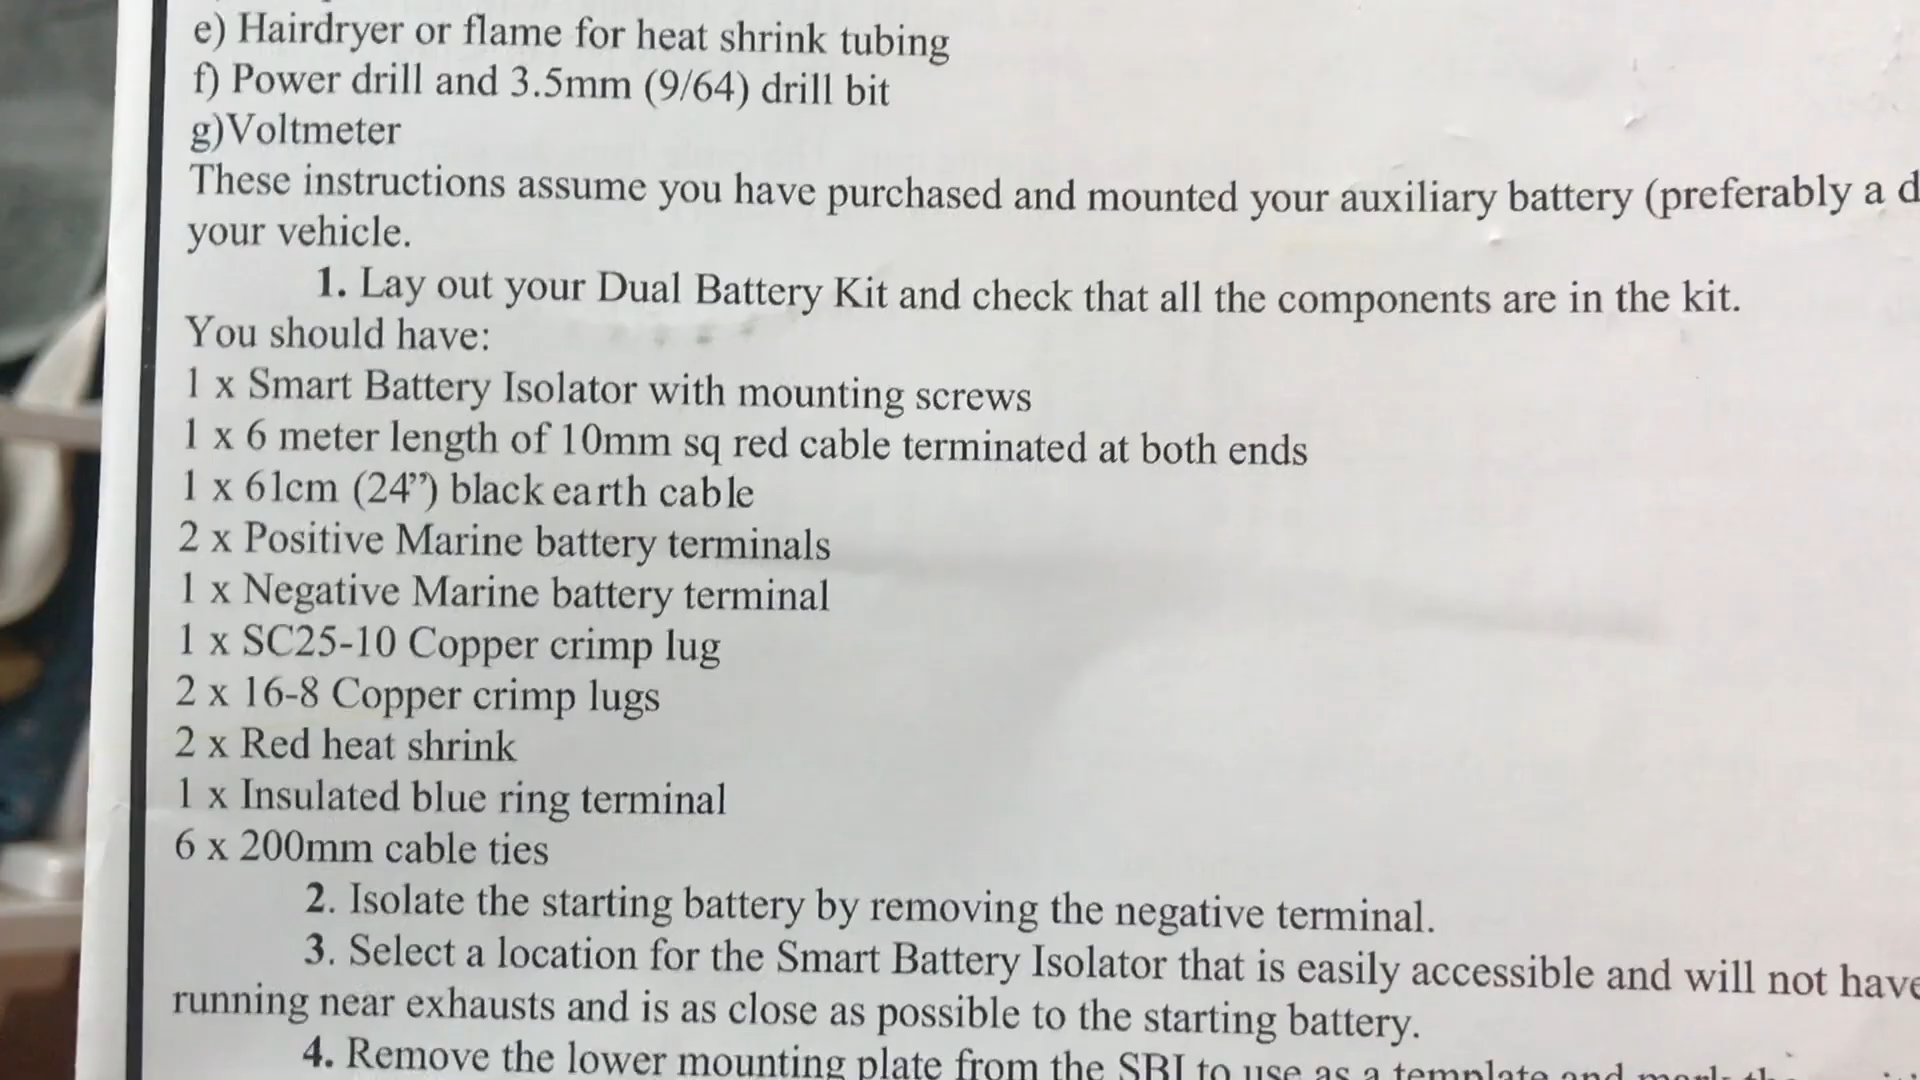 e) Hairdryer or flame for heat shrink tubing
f) Power drill and 3.5mm (9/64) drill bit
g)Voltmeter
These instructions assume you have purchased and mounted your auxiliary battery (preferably a d
your vehicle.
1. Lay out your Dual Battery Kit and check that all the components are in the kit.
You should have:
1 x Smart Battery Isolator with mounting screws
1 x 6 meter length of 10mm sq red cable terminated at both ends
1 x 61cm (24”) black earth cable
2 x Positive Marine battery terminals
1 x Negative Marine battery terminal
1 x SC25-10 Copper crimp lug
2 x 16-8 Copper crimp lugs
2 x Red heat shrink
1 x Insulated blue ring terminal
6 x 200mm cable ties
2. Isolate the starting battery by removing the negative terminal.
3. Select a location for the Smart Battery Isolator that is easily accessible and will not have
running near exhausts and is as close as possible to the starting battery.
4. Remove the lower mounting plate from the SBI to use as a template and mark